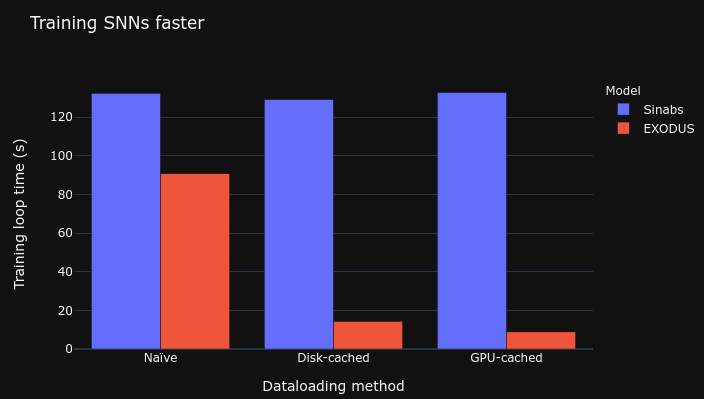 Training SNNs faster
Model
Sinabs
EXODUS
Training loop time (s)
120
100
80
60
40
20
0
Naïve
Disk-cached
GPU-cached
Dataloading method